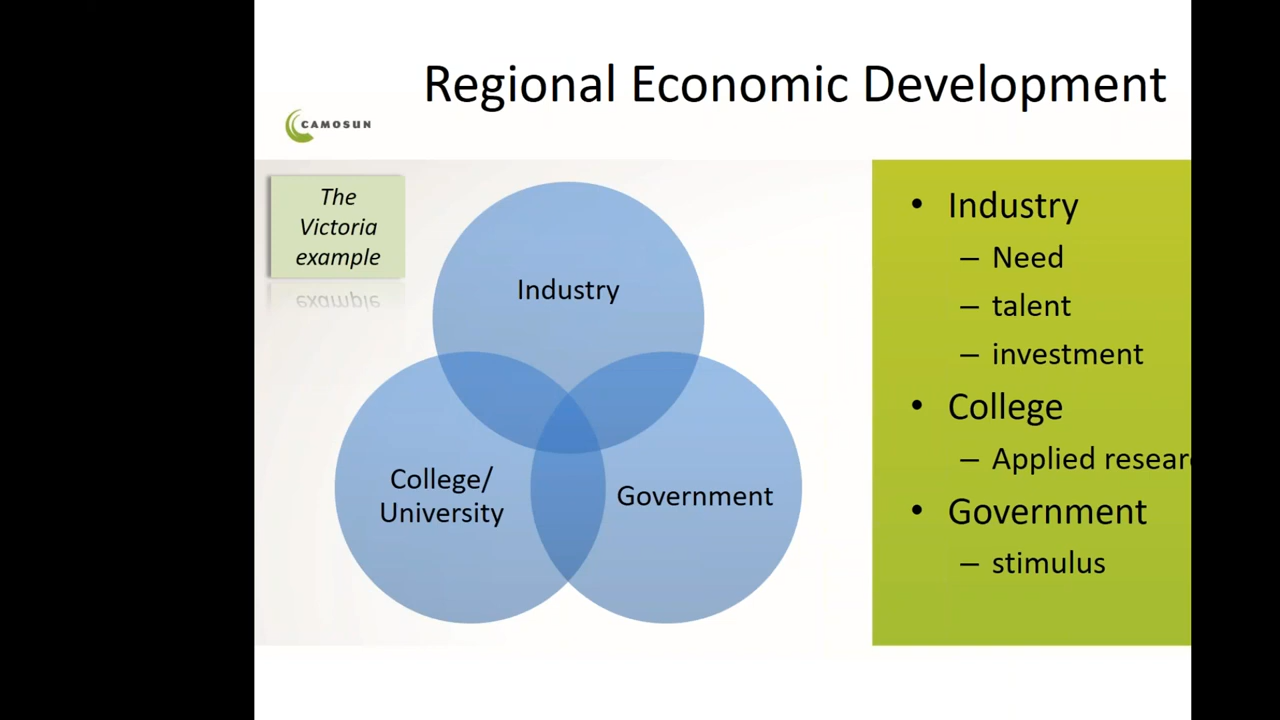 Regional Economic Development
CAMOSUN
The
Victoria
example
Industry
College/
University
Government
• Industry
– Need
– talent
– investment
• College
– Applied
• Government
– stimulus